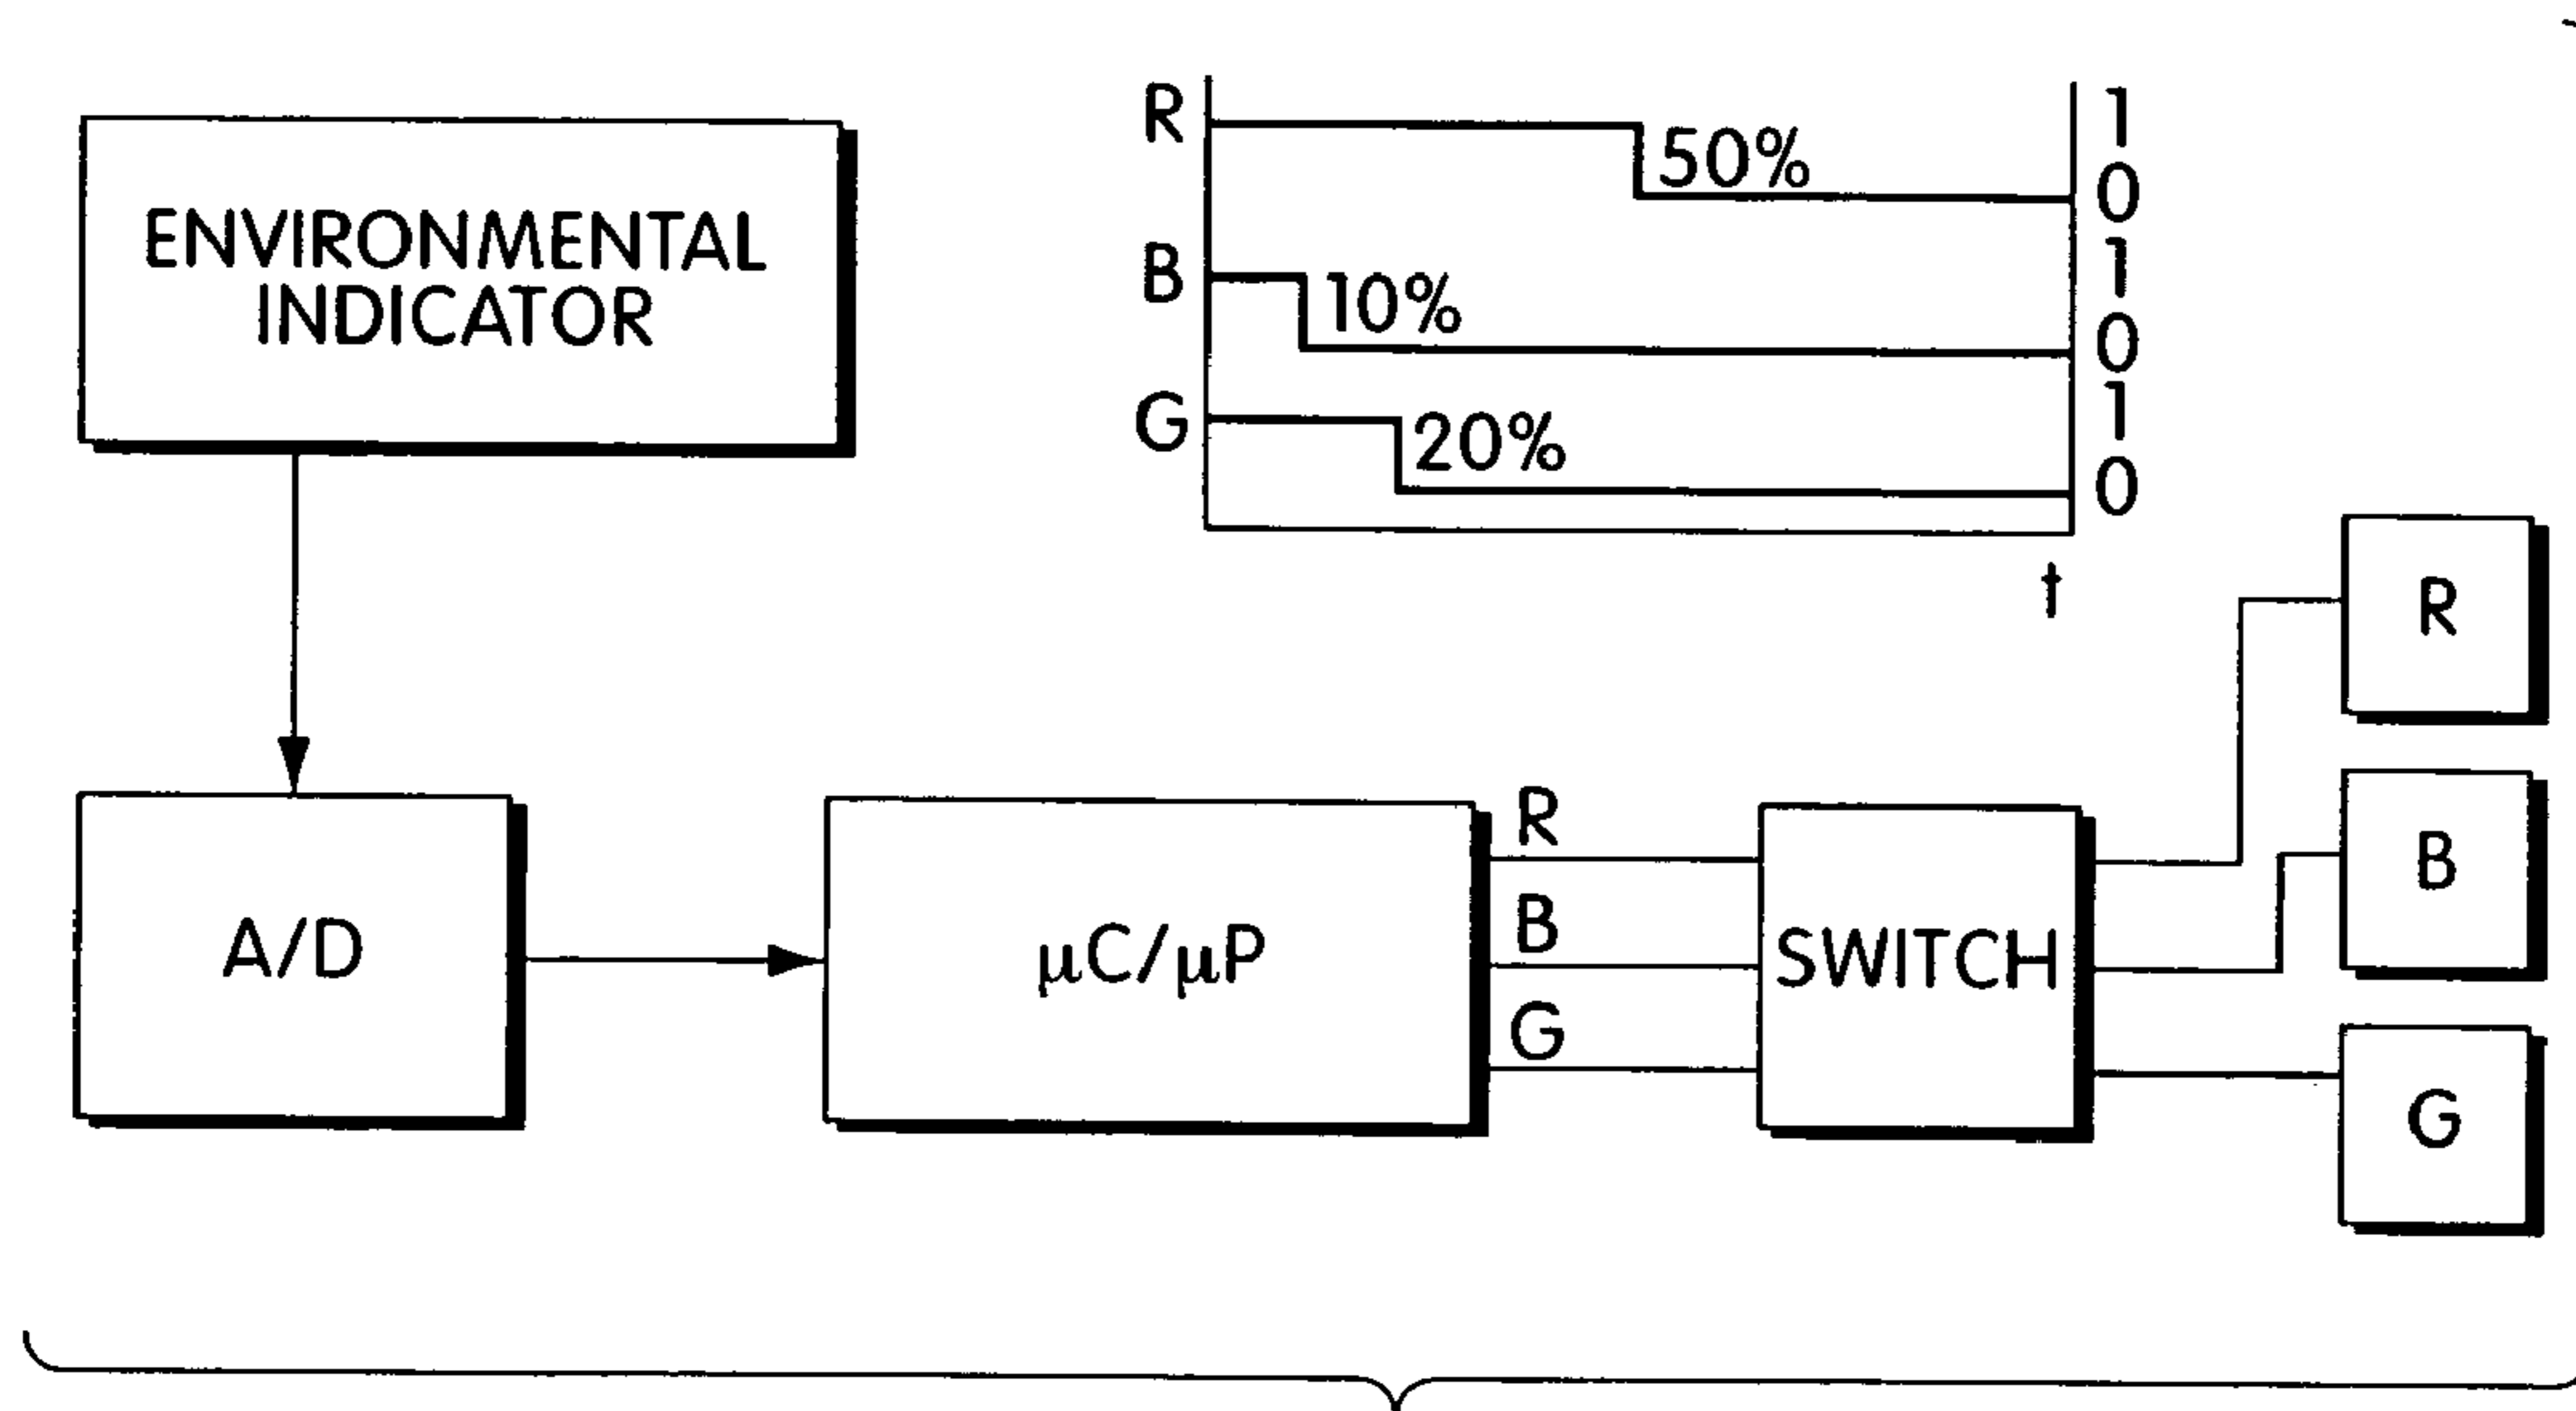 ENVIRONMENTAL
INDICATOR
R
50%
1
0
B
10%
1
0
G
20%
1
0
t
R
B
G
A/D
µC/µP
R
B
G
SWITCH